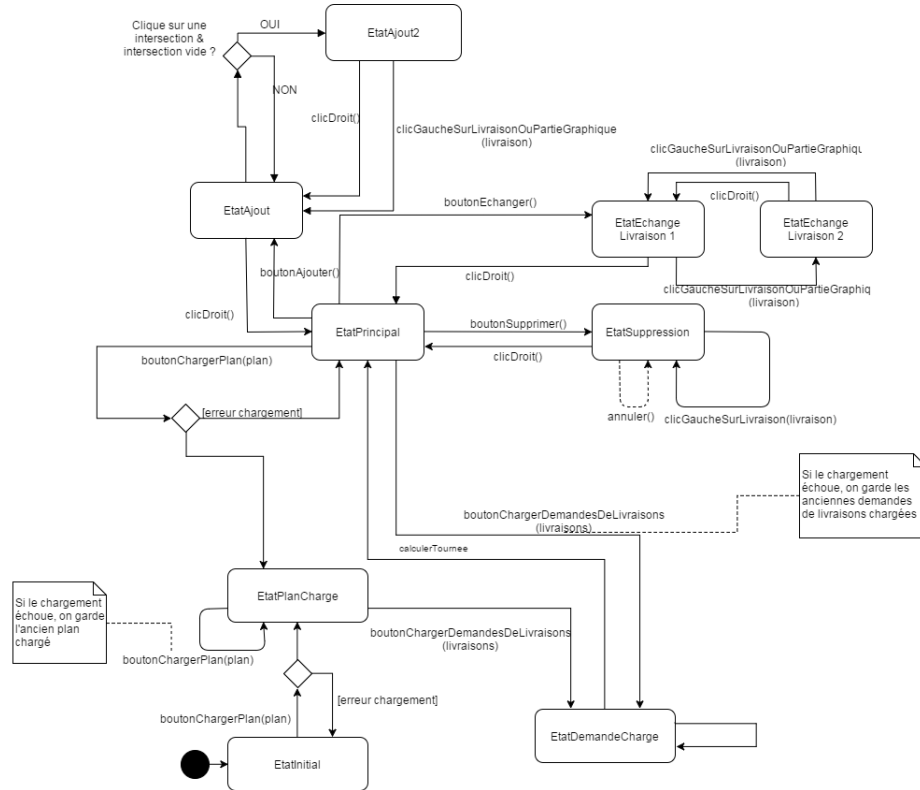 Clique sur une
intersection &
intersection vide ?
OUI
EtatAjout2
NON
clicDroit()
clicGaucheSurLivraisonOuPartieGraphique
(livraison)
clicGaucheSurLivraisonOuPartieGraphiqu
(livraison)
clicDroit()
EtatAjout
boutonEchanger()
EtatEchange
Livraison 1
EtatEchange
Livraison 2
boutonAjouter()
clicDroit()
clicGaucheSurLivraisonOuPartieGraphiq
(livraison)
clicDroit()
EtatPrincipal
boutonSupprimer()
EtatSuppression
clicDroit()
boutonChargerPlan(plan)
[erreur chargement]
annuler()
clicGaucheSurLivraison(livraison)
Si le chargement
échoue, on garde les
anciennes demandes
de livraisons chargées
boutonChargerDemandesDeLivraisons
(livraisons)
calculerTournee
EtatPlanCharge
Si le chargement
échoue, on garde
l'ancien plan
chargé
boutonChargerPlan(plan)
boutonChargerDemandesDeLivraisons
(livraisons)
[erreur chargement]
boutonChargerPlan(plan)
EtatDemandeCharge
EtatInitial